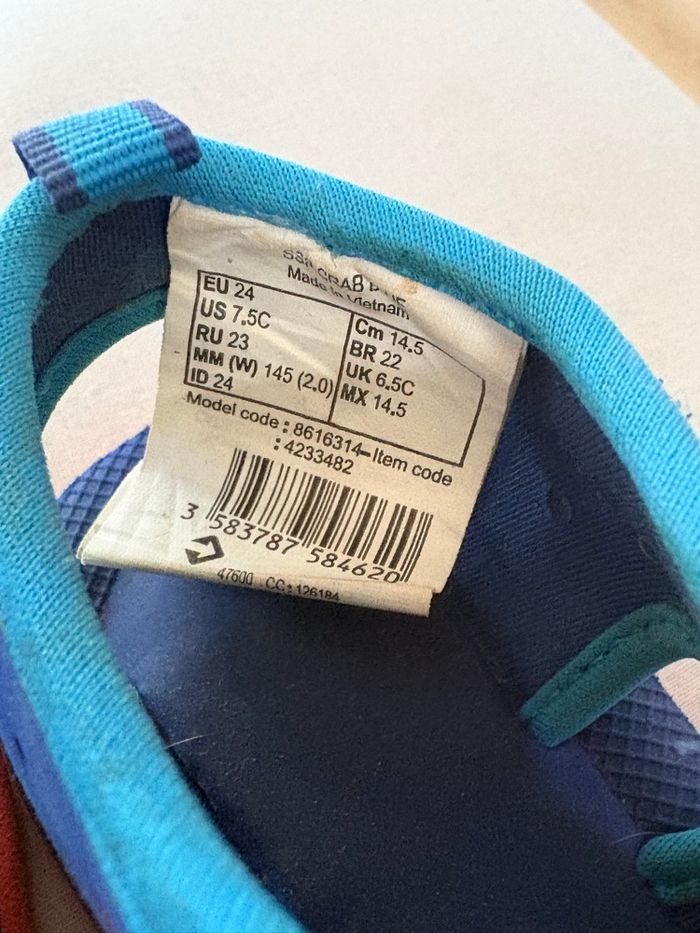 CRAB
Made in Vietnam
EU 24
US 7.5C
RU 23
MM (W) 145 (2.0)
ID 24
Cm 14.5
BR 22
UK 6.5C
MX 14.5
Model code : 8616314-Item code
: 4233482
3 583787 584620
47600 CC: 126184